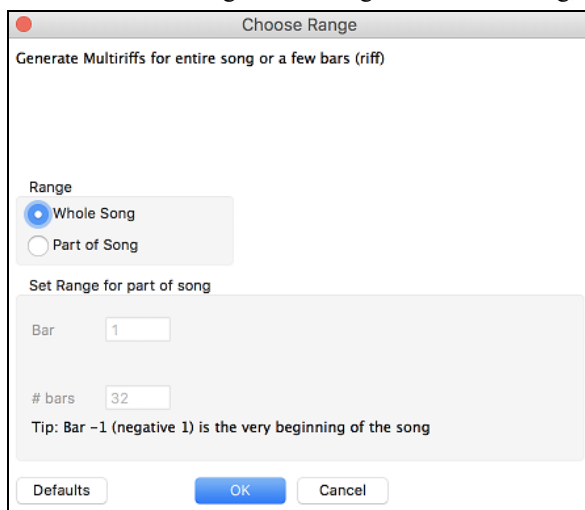 Choose Range
Generate Multiriffs for entire song or a few bars (riff)
Range
Whole Song
Part of Song
Set Range for part of song
Bar 1
# bars 32
Tip: Bar –1 (negative 1) is the very beginning of the song
Defaults OK Cancel